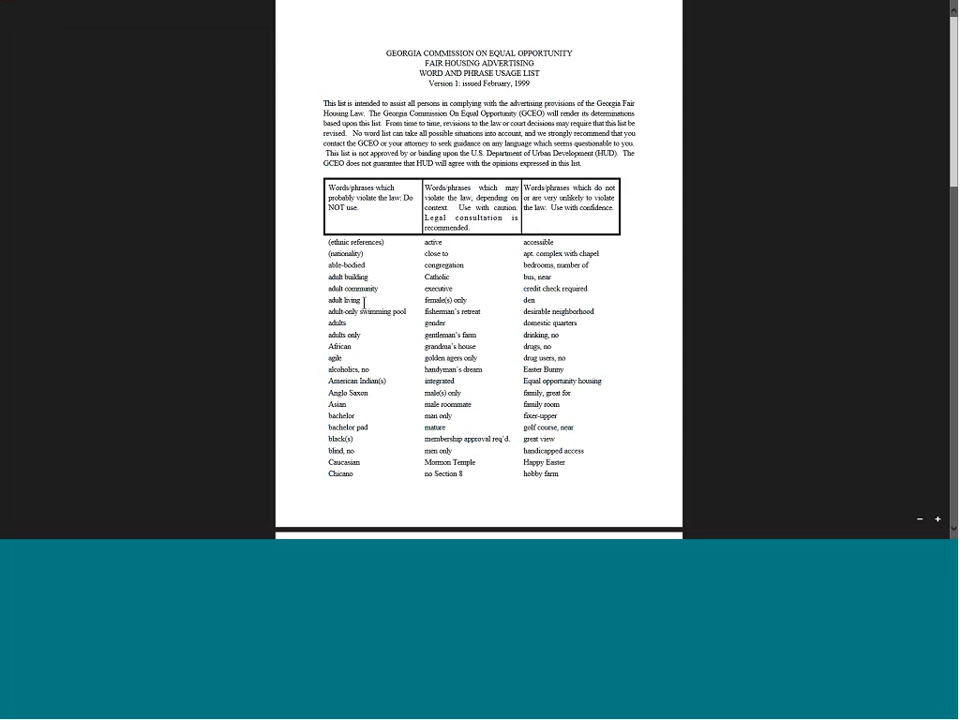 GEORGIA COMMISSION ON EQUAL OPPORTUNITY
FAIR HOUSING ADVERTISING
WORD AND PHRASE USAGE LIST
Version 1: issued February, 1999
This list is intended to assist all persons in complying with the advertising provisions of the Georgia Fair
Housing Law. The Georgia Commission On Equal Opportunity (GCEO) will render its determinations
based upon this list. From time to time, revisions to the law or court decisions may require that this list be
revised. No word list can take all possible situations into account, and we strongly recommend that you
contact the GCEO or your attorney to seek guidance on any language which seems questionable to you.
This list is not approved by or binding upon the U.S. Department of Urban Development (HUD). The
GCEO does not guarantee that HUD will agree with the opinions expressed in this list.
Words/phrases which
probably violate the law: Do
NOT use.
Words/phrases which may
violate the law, depending on
context. Use with caution.
Legal consultation is
recommended.
Words/phrases which do not
or are very unlikely to violate
the law. Use with confidence.
(ethnic references) active accessible
(nationality) close to apt. complex with chapel
able-bodied congregation bedrooms, number of
adult building Catholic bus, near
adult community executive credit check required
adult living female(s) only den
adult-only swimming pool fisherman's retreat desirable neighborhood
adults gender domestic quarters
adults only gentleman's farm drinking, no
African grandma's house drugs, no
agile golden agers only drug users, no
alcoholics, no handyman's dream Easter Bunny
American Indian(s) integrated Equal opportunity housing
Anglo Saxon male(s) only family, great for
Asian male roommate family room
bachelor man only fixer-upper
bachelor pad mature golf course, near
black(s) membership approval req'd. great view
blind, no men only handicapped access
Caucasian Mormon Temple Happy Easter
Chicano no Section 8 hobby farm